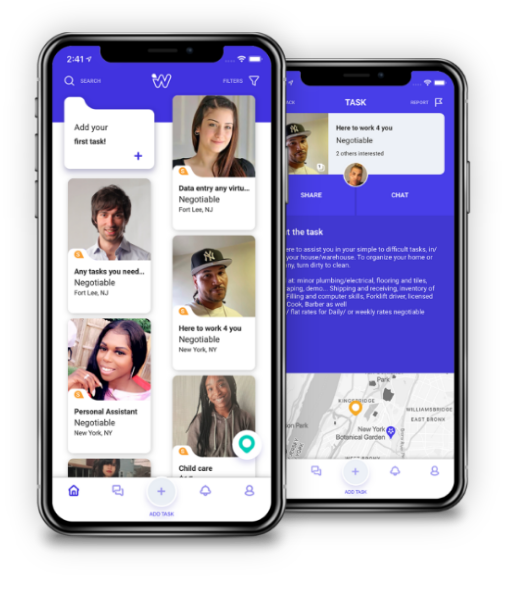 2:41
SEARCH
FILTERS
Add your
first task!
Data entry any virtu...
Negotiable
Fort Lee, NJ
Any tasks you need...
Negotiable
Fort Lee, NJ
Here to work 4 you
Negotiable
New York, NY
Personal Assistant
Negotiable
New York, NY
Child care
ADD TASK
ACK
TASK
REPORT
Here to work 4 you
Negotiable
2 others interested
SHARE
CHAT
t the task
ere to assist you in your simple to difficult tasks, in/
your house/warehouse. To organize your home or
ny, turn dirty to clean.
at: minor plumbing/electrical, flooring and tiles,
aping, demo... Shipping and receiving, inventory of
Filling and computer skills, Forklift driver, licensed
Cook, Barber as well
/ flat rates for Daily/ or weekly rates negotiable
Park
KINGSBRIDGE
WILLIAMSBRIDGE
EAST BRONX
on Park
New York
Botanical Garden
WEST BRONX
ADD TASK